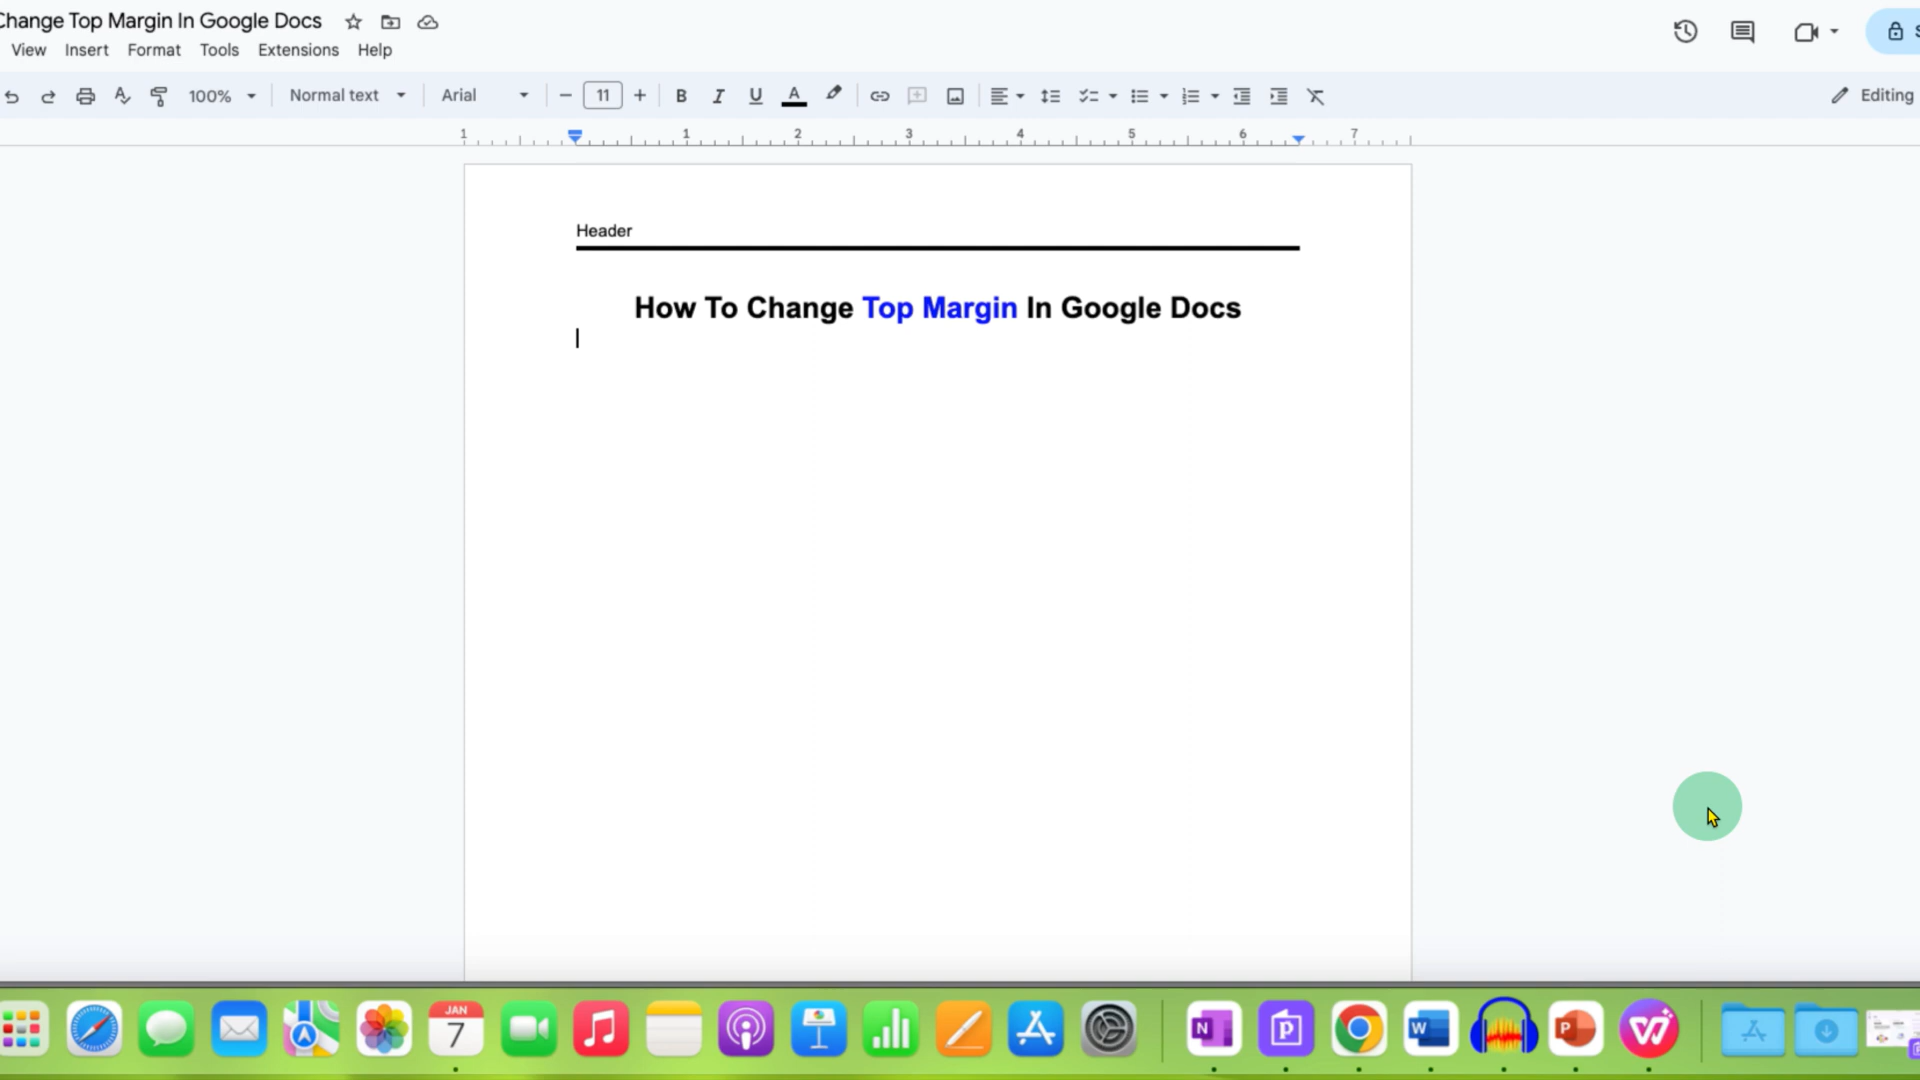 Change Top Margin In Google Docs
View Insert Format Tools Extensions Help
100% Normal text Arial 11 B I U A Editing
1 1 2 3 4 5 6 7
Header
How To Change Top Margin In Google Docs
JAN
7
N P W P W